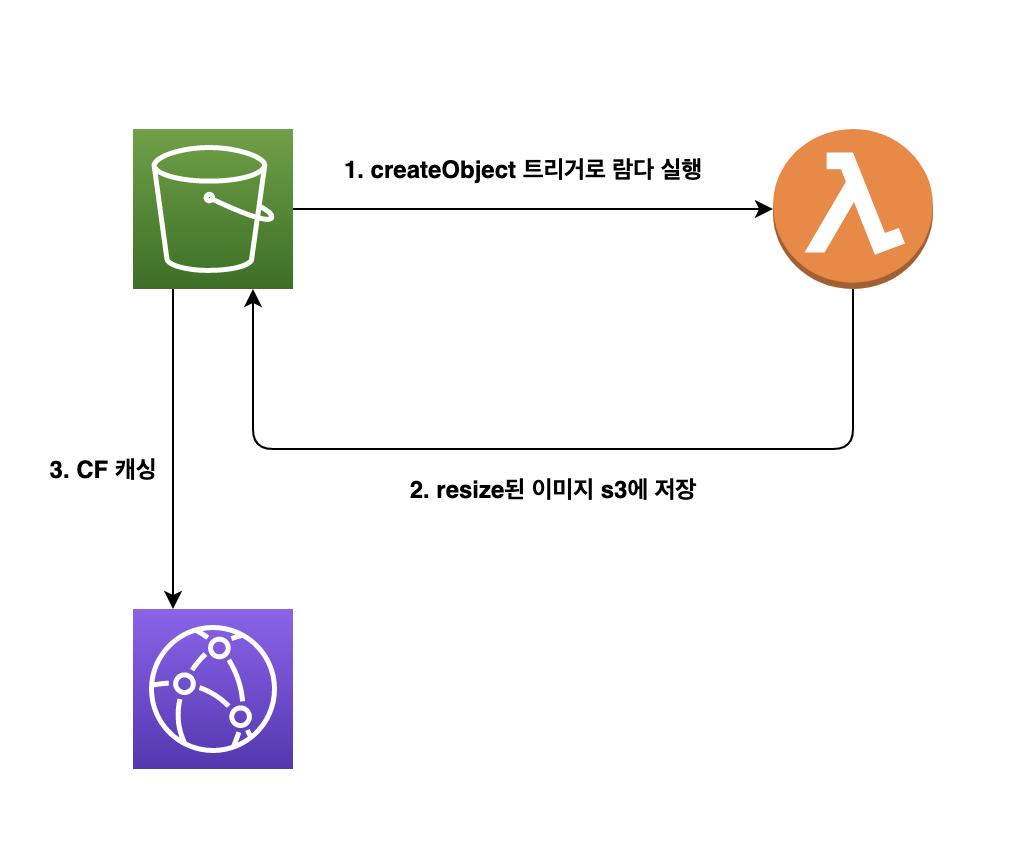 1. createObject 트리거로 람다 실행
3. CF 캐싱
2. resize된 이미지 s3에 저장